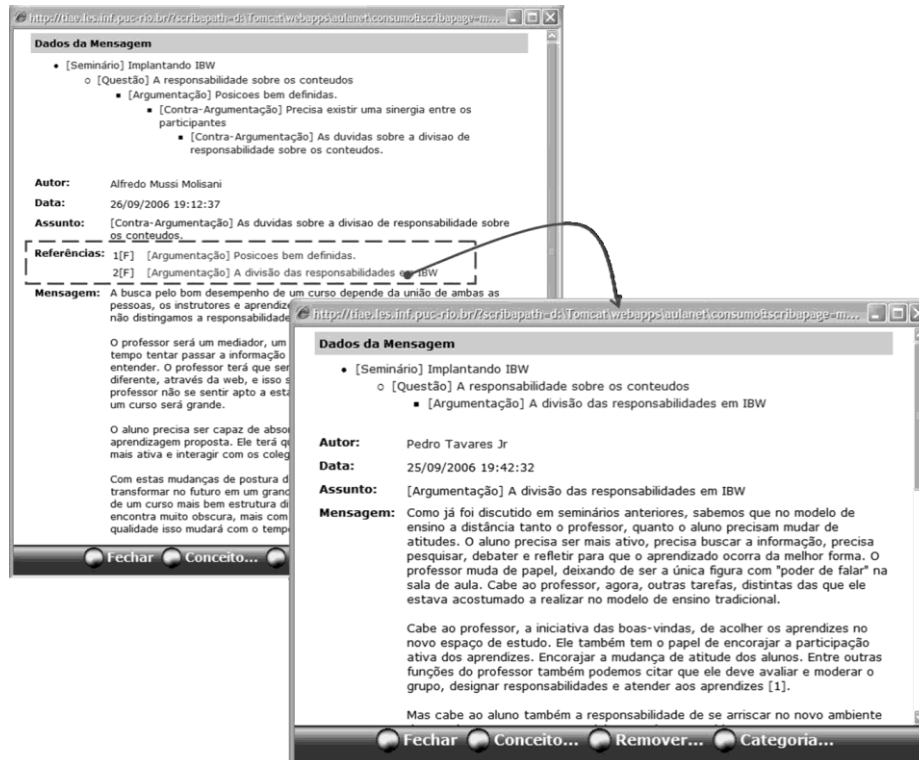 http://tiae.les.inf.puc-rio.br/?scribapath=d:\Tomcat\webapps\aulanet\consumo&scribapage=m...
Dados da Mensagem
• [Seminário] Implantando IBW
o [Questão] A responsabilidade sobre os conteudos
▪ [Argumentação] Posicoes bem definidas.
▪ [Contra-Argumentação] Precisa existir uma sinergia entre os
participantes
▪ [Contra-Argumentação] As duvidas sobre a divisao de
responsabilidade sobre os conteudos.
Autor: Alfredo Mussi Molisani
Data: 26/09/2006 19:12:37
Assunto: [Contra-Argumentação] As duvidas sobre a divisao de responsabilidade sobre
os conteudos.
Referências: 1[F] [Argumentação] Posicoes bem definidas.
2[F] [Argumentação] A divisão das responsabilidades em IBW
Mensagem: A busca pelo bom desempenho de um curso depende da união de ambas as
pessoas, os instrutores e aprendize
não distingamos a responsabilidade
O professor será um mediador, um
tempo tentar passar a informação
entender. O professor terá que ser
diferente, através da web, e isso s
professor não se sentir apto a está
um curso será grande.
O aluno precisa ser capaz de absor
aprendizagem proposta. Ele terá qu
mais ativa e interagir com os coleg
Com estas mudanças de postura d
transformar no futuro em um grand
de um curso mais bem estrutura di
encontra muito obscura, mais com
qualidade isso mudará com o tempo
Fechar Conceito...
http://tiae.les.inf.puc-rio.br/?scribapath=d:\Tomcat\webapps\aulanet\consumo&scribapage=m...
Dados da Mensagem
• [Seminário] Implantando IBW
o [Questão] A responsabilidade sobre os conteudos
▪ [Argumentação] A divisão das responsabilidades em IBW
Autor: Pedro Tavares Jr
Data: 25/09/2006 19:42:32
Assunto: [Argumentação] A divisão das responsabilidades em IBW
Mensagem: Como já foi discutido em seminários anteriores, sabemos que no modelo de
ensino a distância tanto o professor, quanto o aluno precisam mudar de
atitudes. O aluno precisa ser mais ativo, precisa buscar a informação, precisa
pesquisar, debater e refletir para que o aprendizado ocorra da melhor forma. O
professor muda de papel, deixando de ser a única figura com "poder de falar" na
sala de aula. Cabe ao professor, agora, outras tarefas, distintas das que ele
estava acostumado a realizar no modelo de ensino tradicional.
Cabe ao professor, a iniciativa das boas-vindas, de acolher os aprendizes no
novo espaço de estudo. Ele também tem o papel de encorajar a participação
ativa dos aprendizes. Encorajar a mudança de atitude dos alunos. Entre outras
funções do professor também podemos citar que ele deve avaliar e moderar o
grupo, designar responsabilidades e atender aos aprendizes [1].
Mas cabe ao aluno também a responsabilidade de se arriscar no novo ambiente
Fechar Conceito... Remover... Categoria...